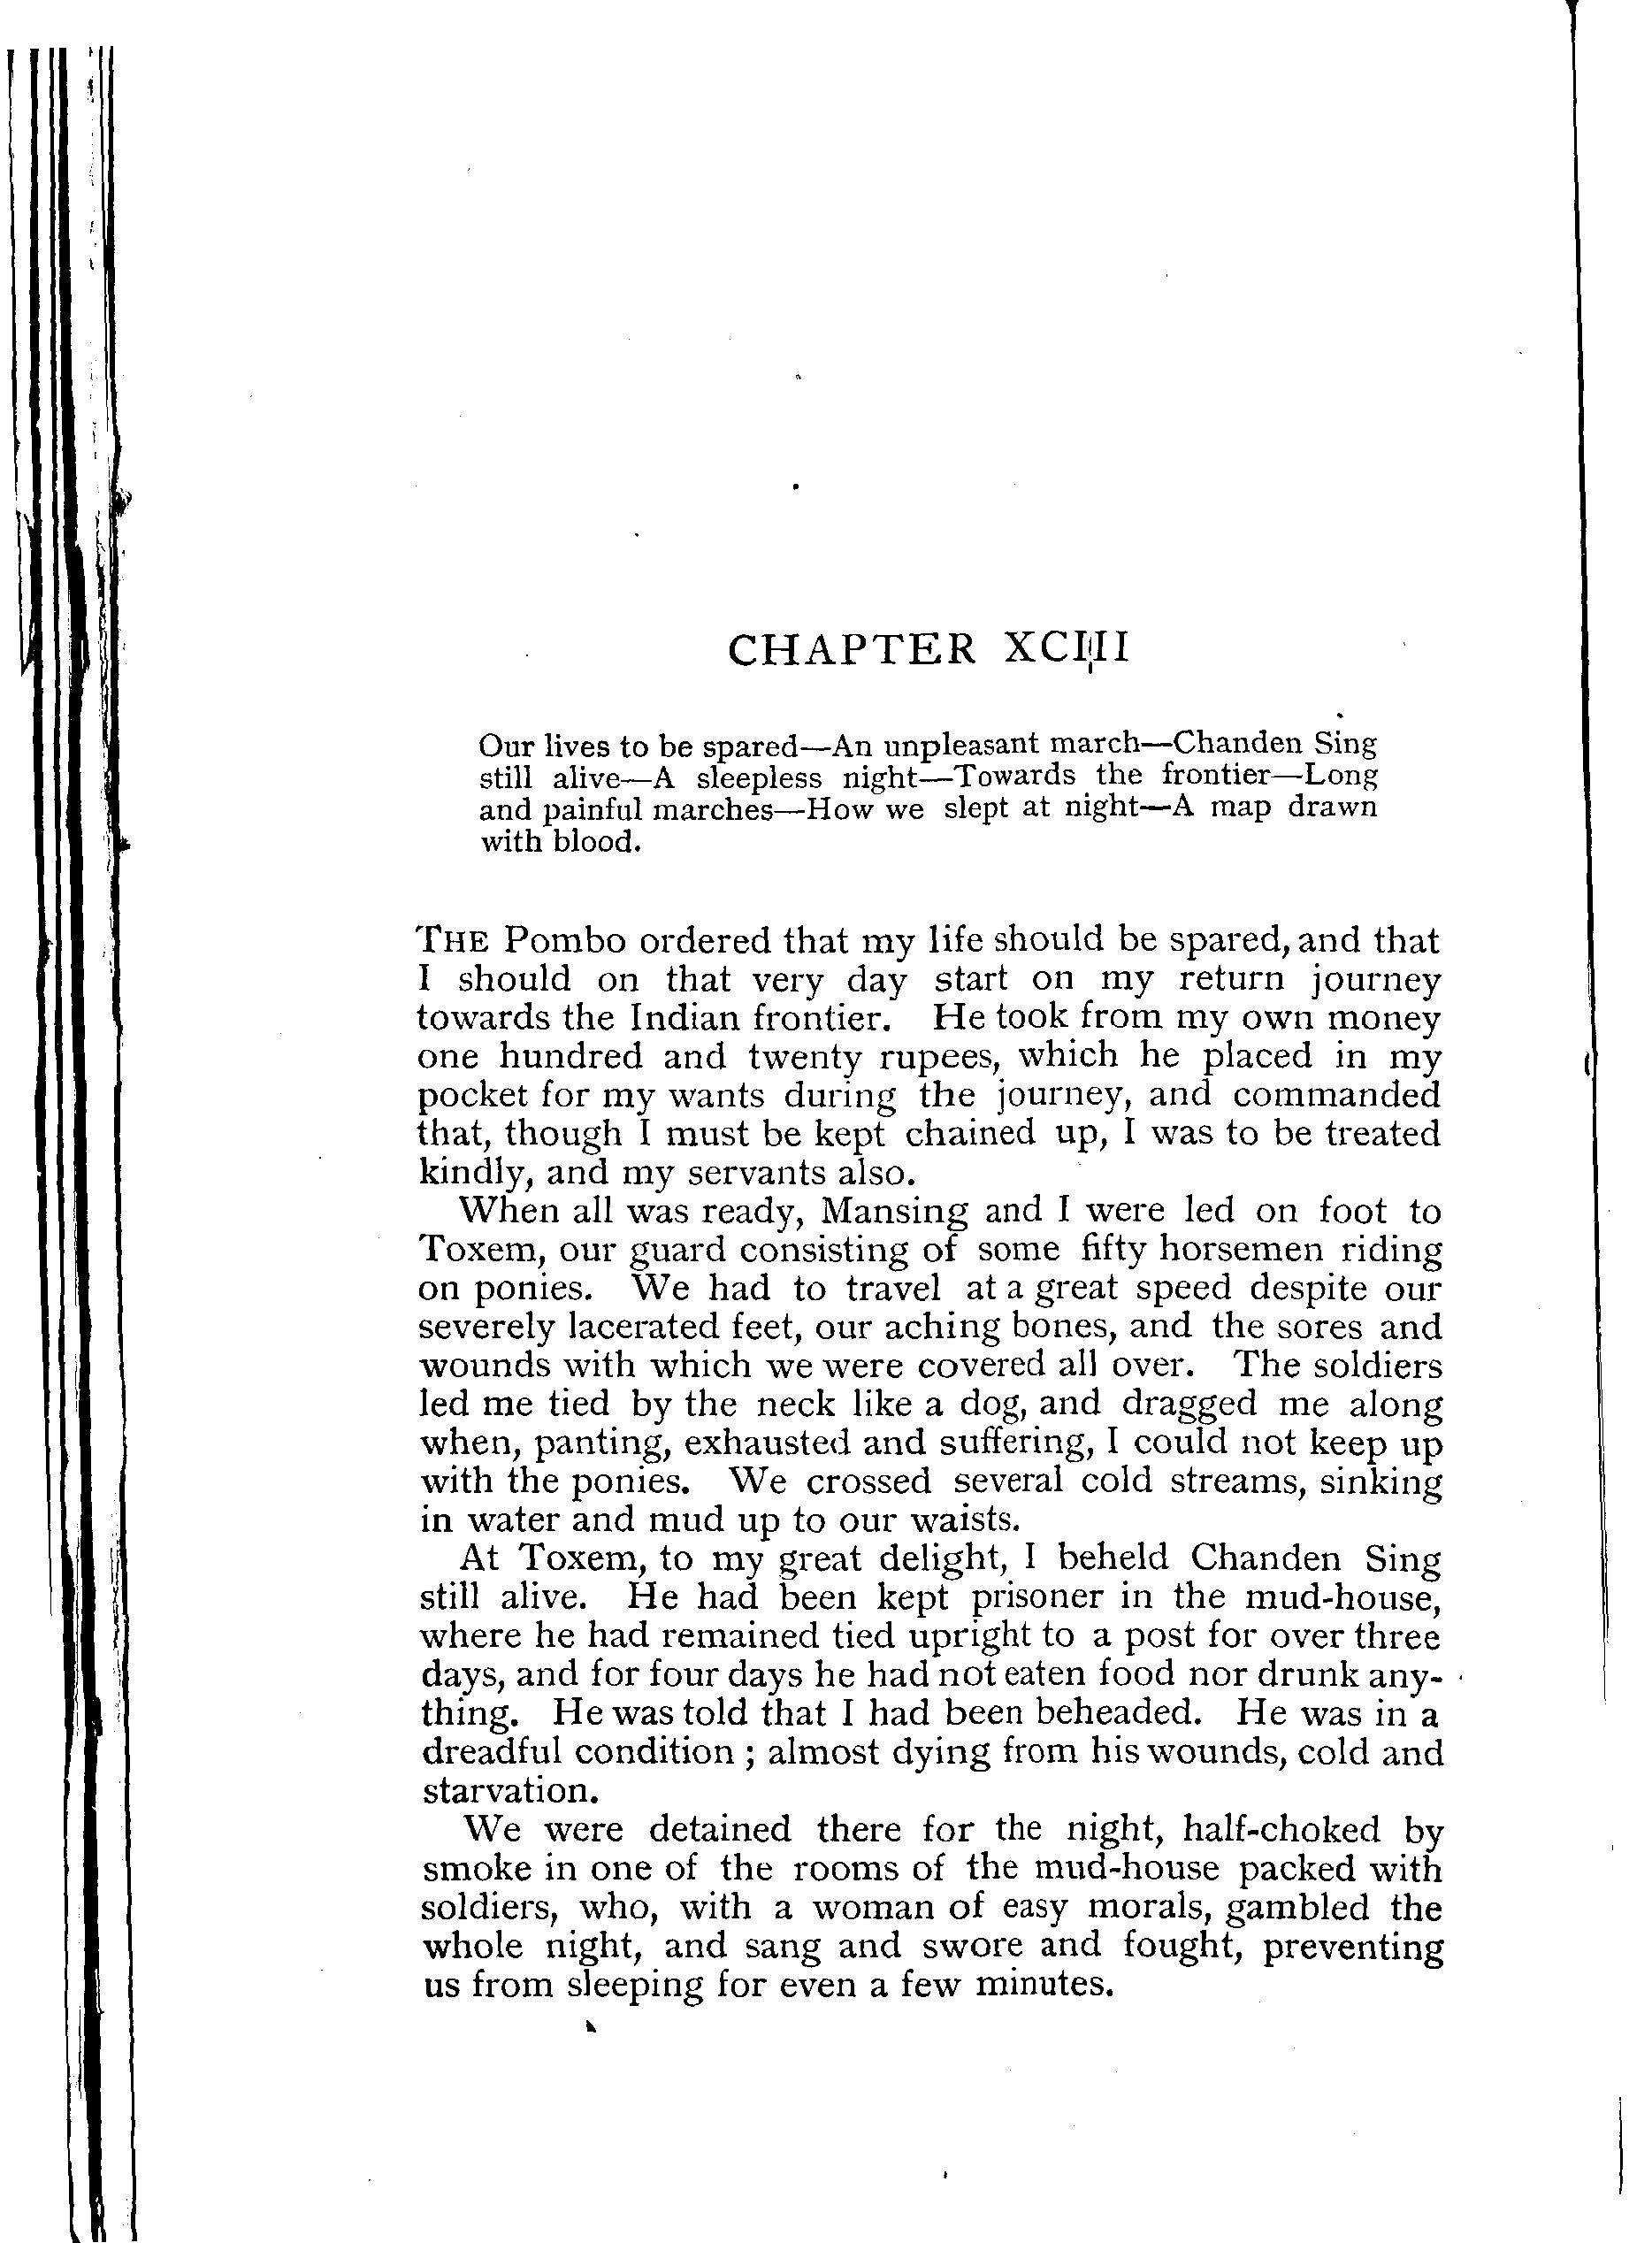 CHAPTER XCIII
Our lives to be spared—An unpleasant march—Chanden Sing
still alive—A sleepless night—Towards the frontier—Long
and painful marches—How we slept at night—A map drawn
with blood.
THE Pombo ordered that my life should be spared, and that
I should on that very day start on my return journey
towards the Indian frontier. He took from my own money
one hundred and twenty rupees, which he placed in my
pocket for my wants during the journey, and commanded
that, though I must be kept chained up, I was to be treated
kindly, and my servants also.
When all was ready, Mansing and I were led on foot to
Toxem, our guard consisting of some fifty horsemen riding
on ponies. We had to travel at a great speed despite our
severely lacerated feet, our aching bones, and the sores and
wounds with which we were covered all over. The soldiers
led me tied by the neck like a dog, and dragged me along
when, panting, exhausted and suffering, I could not keep up
with the ponies. We crossed several cold streams, sinking
in water and mud up to our waists.
At Toxem, to my great delight, I beheld Chanden Sing
still alive. He had been kept prisoner in the mud-house,
where he had remained tied upright to a post for over three
days, and for four days he had not eaten food nor drunk any-
thing. He was told that I had been beheaded. He was in a
dreadful condition ; almost dying from his wounds, cold and
starvation.
We were detained there for the night, half-choked by
smoke in one of the rooms of the mud-house packed with
soldiers, who, with a woman of easy morals, gambled the
whole night, and sang and swore and fought, preventing
us from sleeping for even a few minutes.